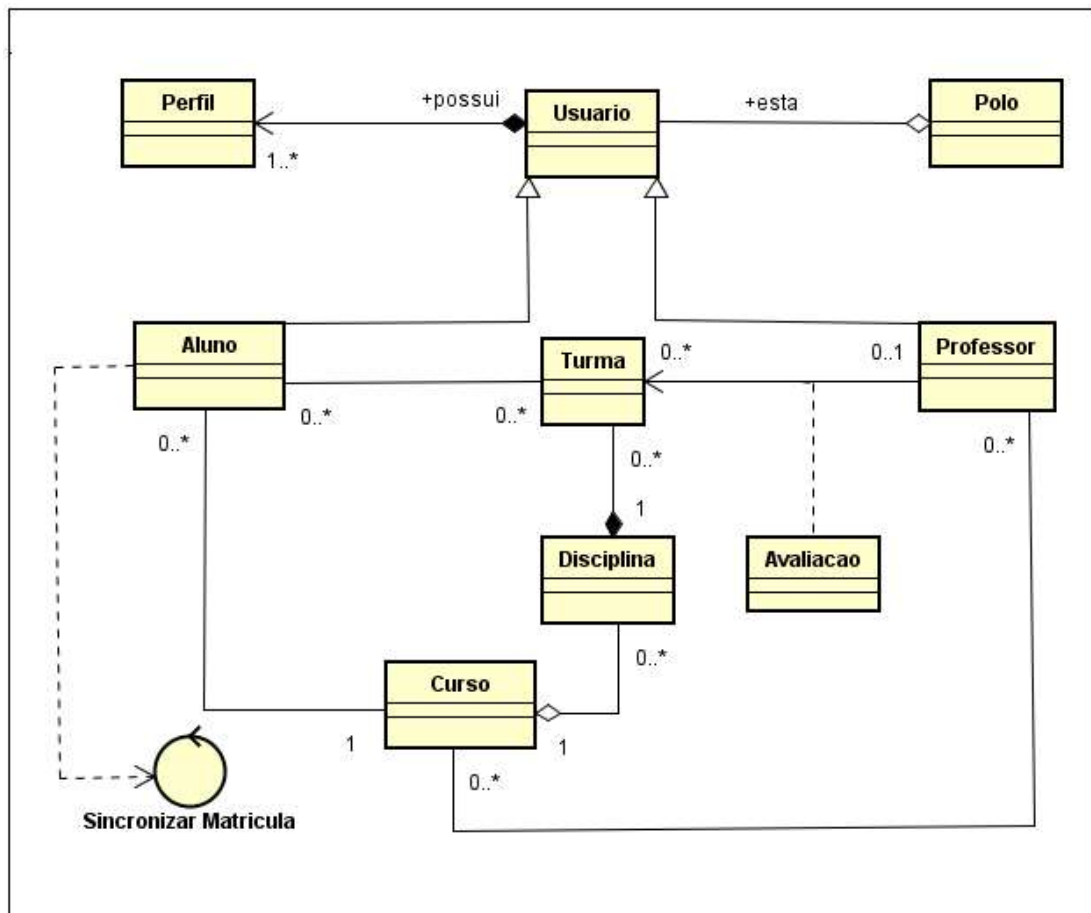 +possui
+esta
Perfil
Usuario
Polo
1..*
Aluno
Turma
0..*
0..1
Professor
0..*
0..*
0..*
0..*
0..*
1
Disciplina
Avaliacao
0..*
Curso
1
1
0..*
Sincronizar Matricula